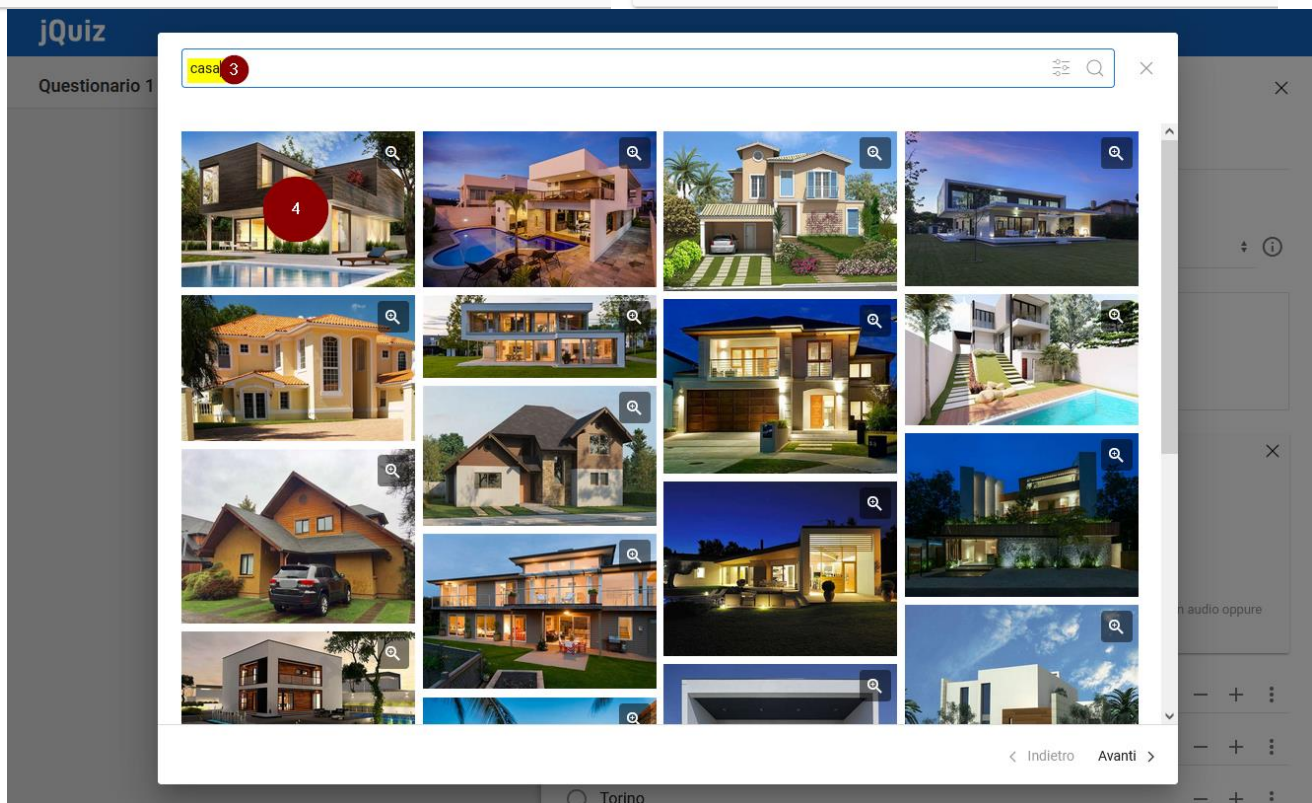 jQuiz
casa 3
Questionario 1
4
n audio oppure
Indietro Avanti
Torino